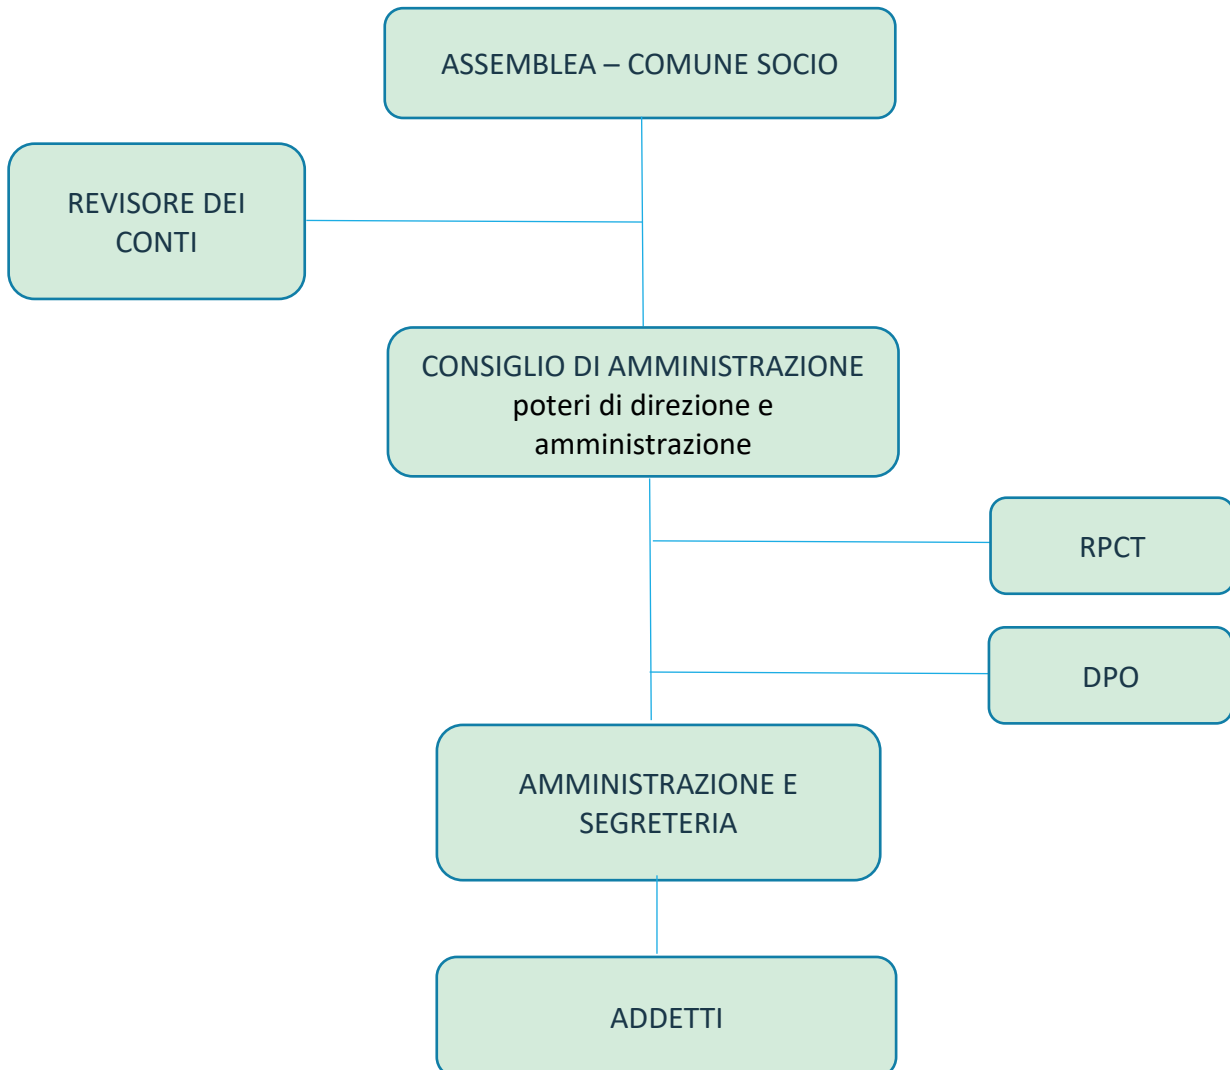 ASSEMBLEA – COMUNE SOCIO
REVISORE DEI
CONTI
CONSIGLIO DI AMMINISTRAZIONE
poteri di direzione e
amministrazione
RPCT
DPO
AMMINISTRAZIONE E
SEGRETERIA
ADDETTI